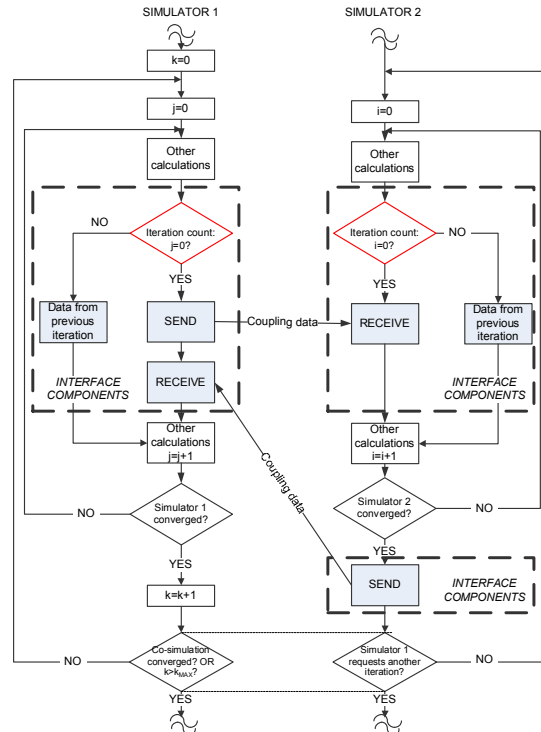 SIMULATOR 1
SIMULATOR 2
k=0
j=0
i=0
Other
calculations
Other
calculations
Iteration count:
j=0?
NO
YES
Iteration count:
i=0?
NO
YES
Data from
previous
iteration
SEND
Coupling data
RECEIVE
Data from
previous
iteration
RECEIVE
INTERFACE
COMPONENTS
INTERFACE
COMPONENTS
Other
calculations
j=j+1
Coupling data
Other
calculations
i=i+1
Simulator 1
converged?
NO
YES
Simulator 2
converged?
NO
YES
k=k+1
SEND
INTERFACE
COMPONENTS
Co-simulation
converged? OR
k>kMAX?
NO
YES
Simulator 1
requests another
iteration?
NO
YES